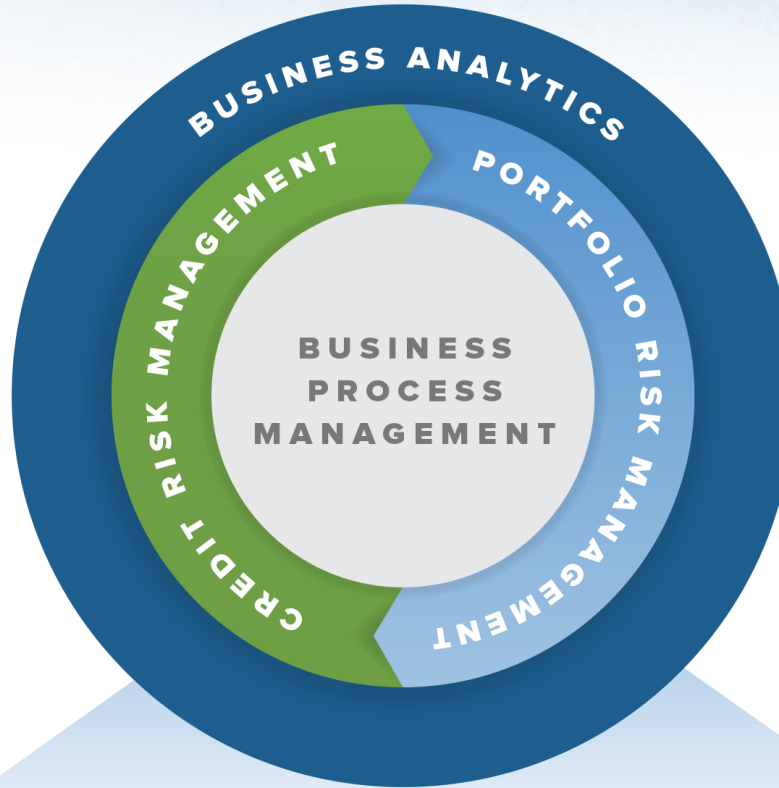 BUSINESS ANALYTICS
CREDIT RISK MANAGEMENT
PORTFOLIO RISK MANAGEMENT
BUSINESS
PROCESS
MANAGEMENT